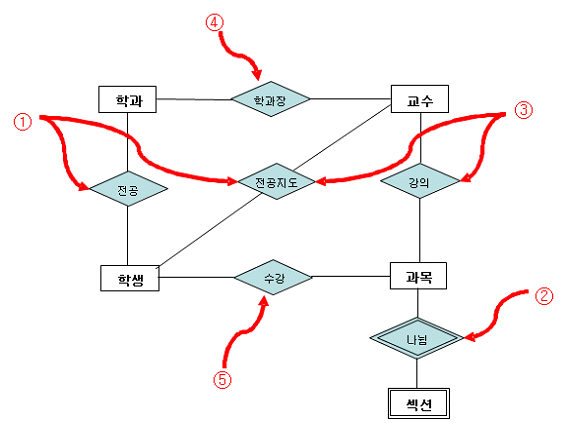 ④
학과
학과장
교수
①
③
전공
전공지도
강의
학생
수강
과목
②
나뉨
⑤
섹션